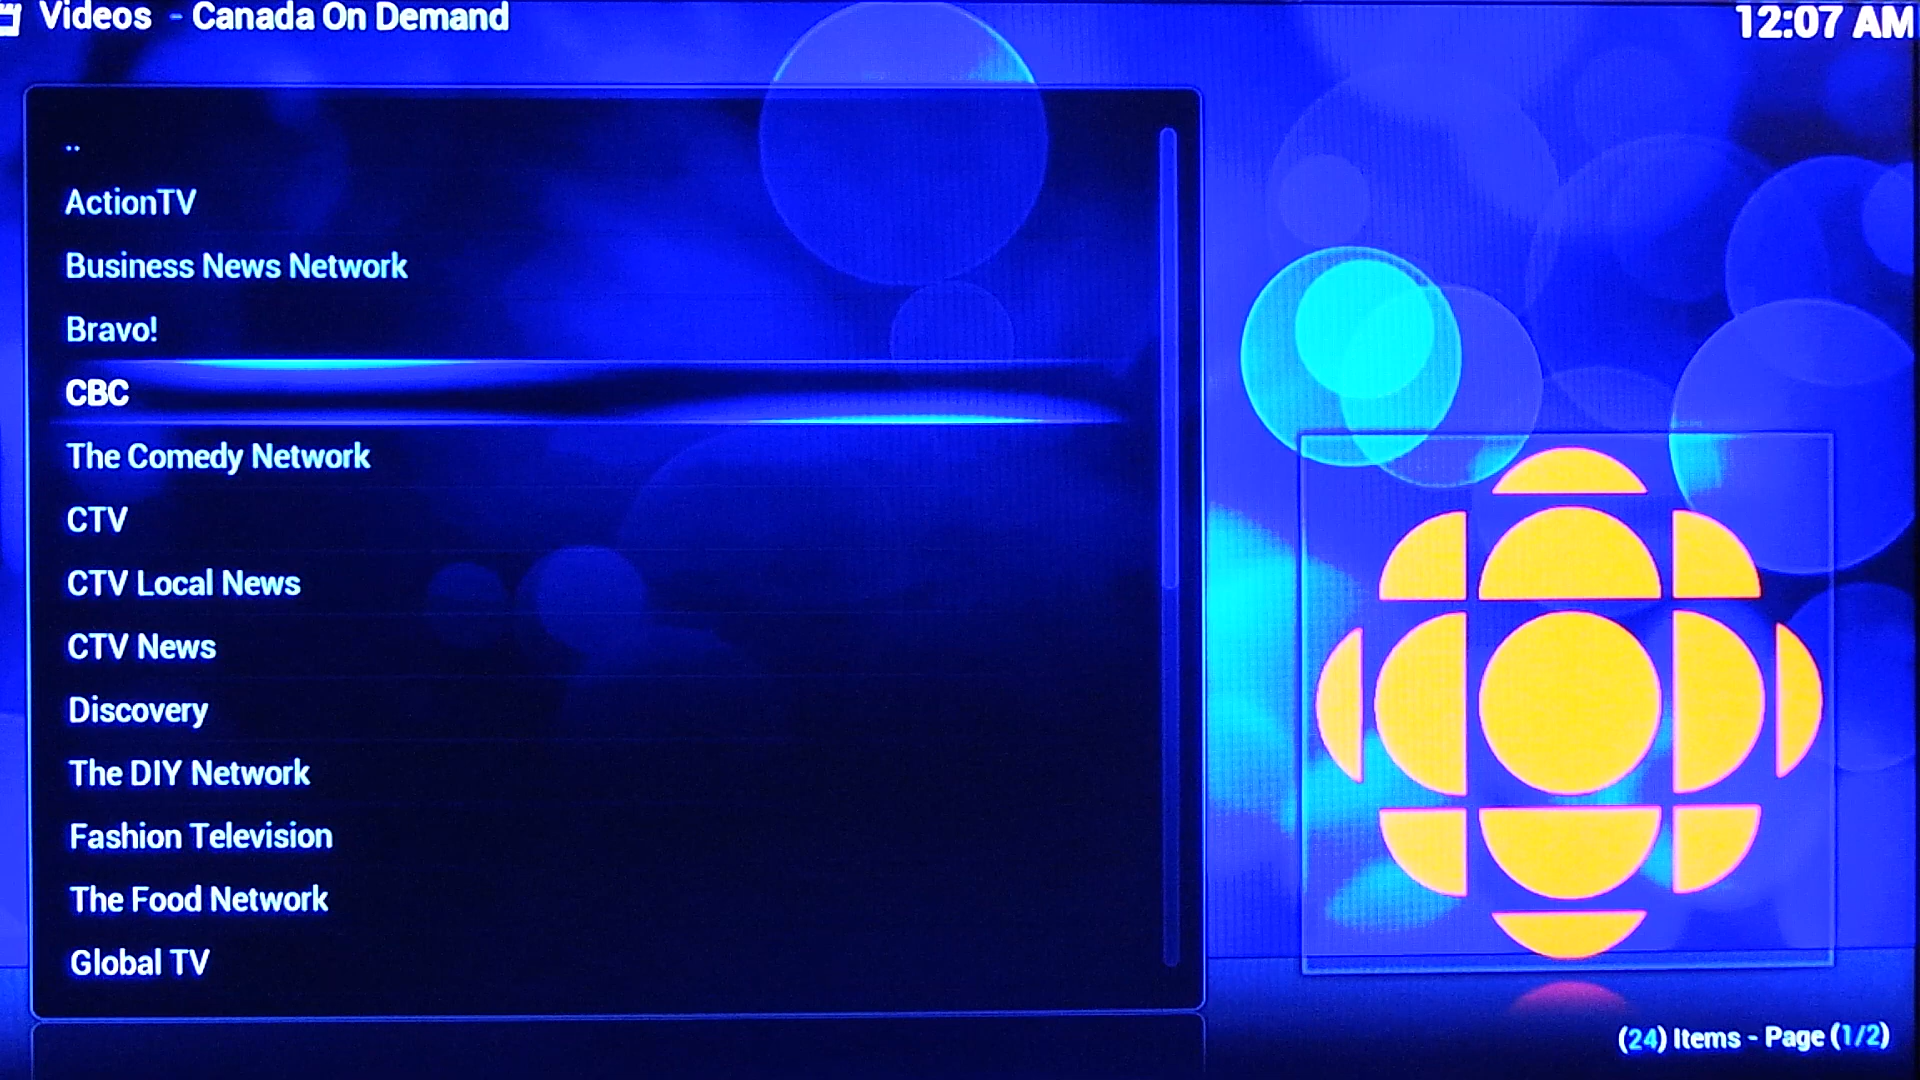 Videos - Canada On Demand
12:07 AM
..
ActionTV
Business News Network
Bravo!
CBC
The Comedy Network
CTV
CTV Local News
CTV News
Discovery
The DIY Network
Fashion Television
The Food Network
Global TV
(24) Items - Page (1/2)